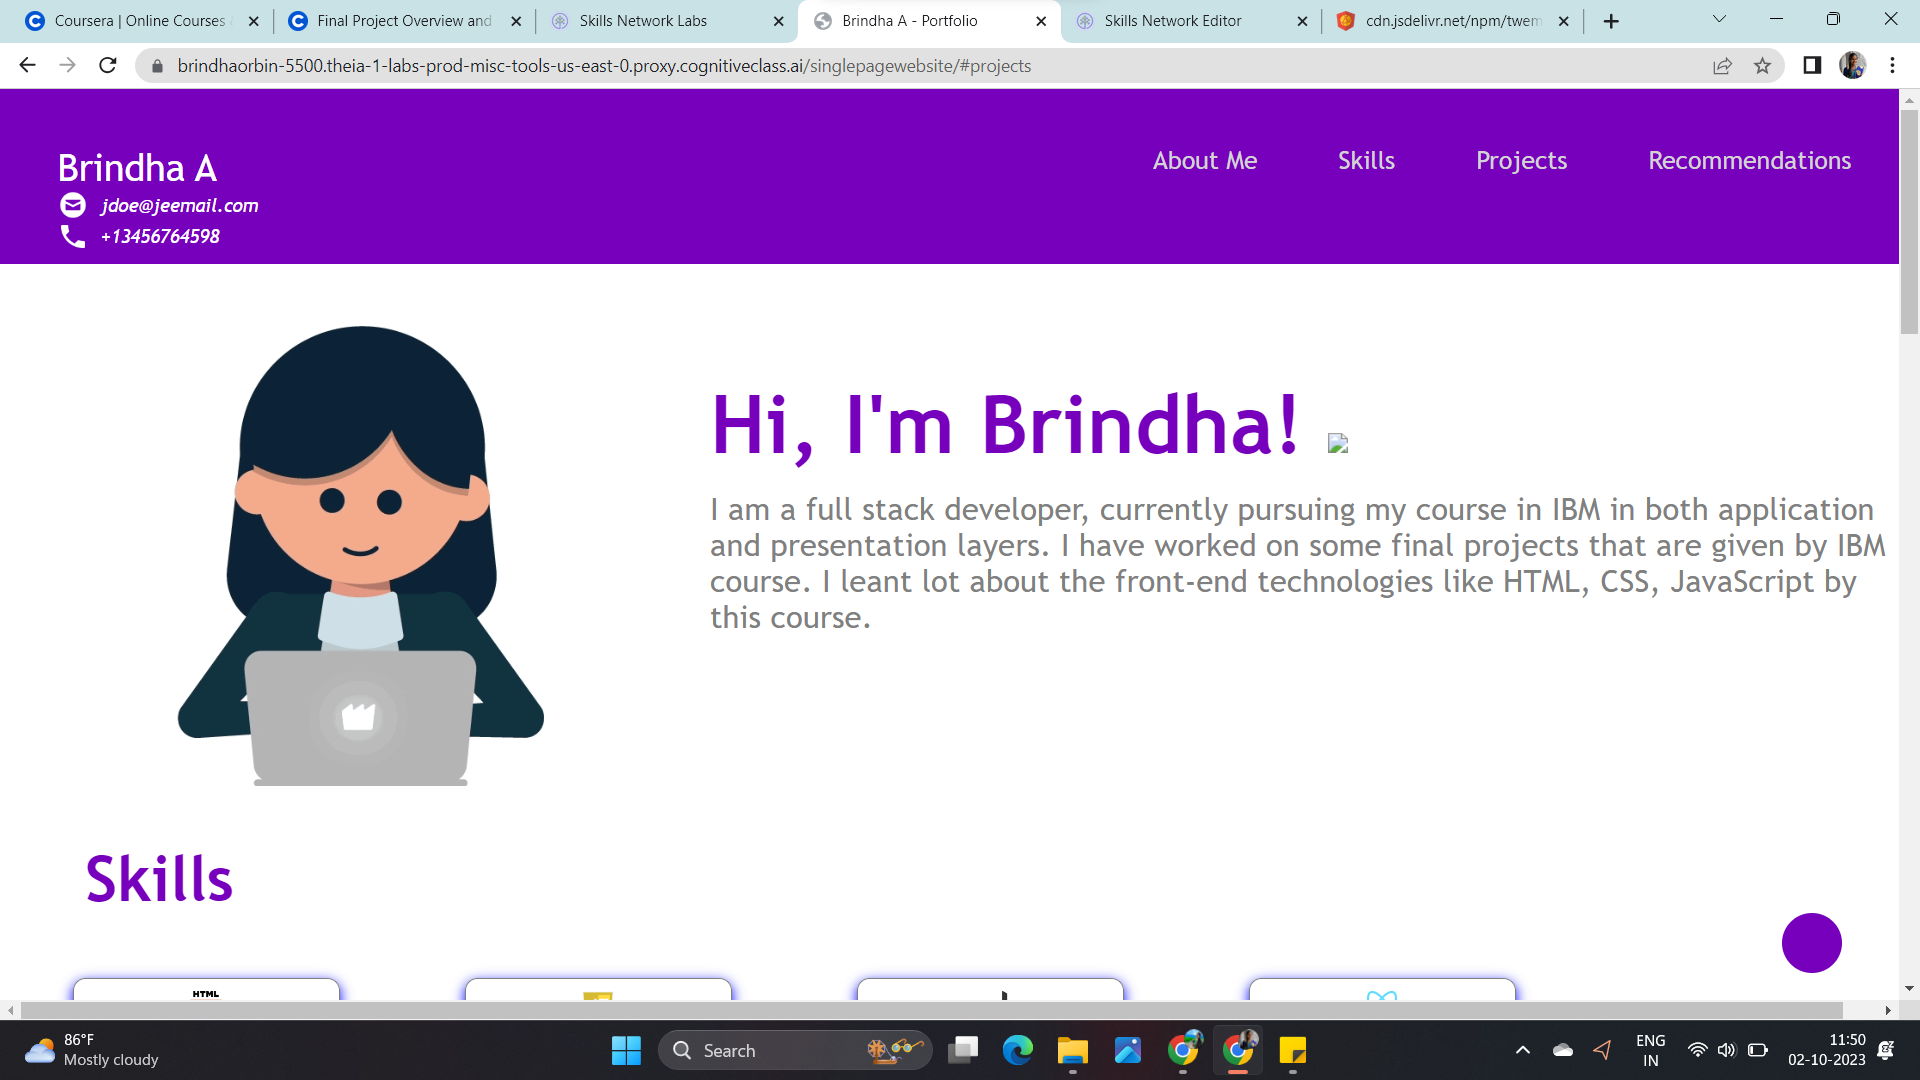 Coursera | Online Courses
Final Project Overview and
Skills Network Labs
Brindha A - Portfolio
Skills Network Editor
cdn.jsdelivr.net/npm/twem
brindhaorbin-5500.theia-1-labs-prod-misc-tools-us-east-0.proxy.cognitiveclass.ai/singlepagewebsite/#projects
Brindha A
jdoe@jeemail.com
+13456764598
About Me
Skills
Projects
Recommendations
Hi, I'm Brindha!
I am a full stack developer, currently pursuing my course in IBM in both application
and presentation layers. I have worked on some final projects that are given by IBM
course. I leant lot about the front-end technologies like HTML, CSS, JavaScript by
this course.
Skills
HTML
86°F
Mostly cloudy
Search
ENG
IN
11:50
02-10-2023